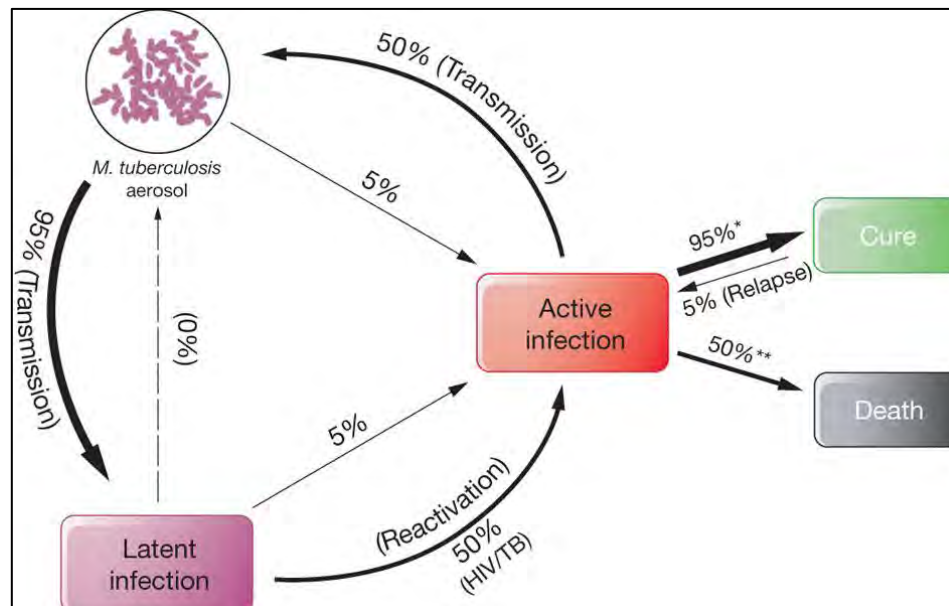 50% (Transmission)
M. tuberculosis
aerosol
5%
95% (Transmission)
(0%)
Active
infection
95%*
5% (Relapse)
Cure
50%**
Death
5%
(Reactivation)
50%
(HIV/TB)
Latent
infection